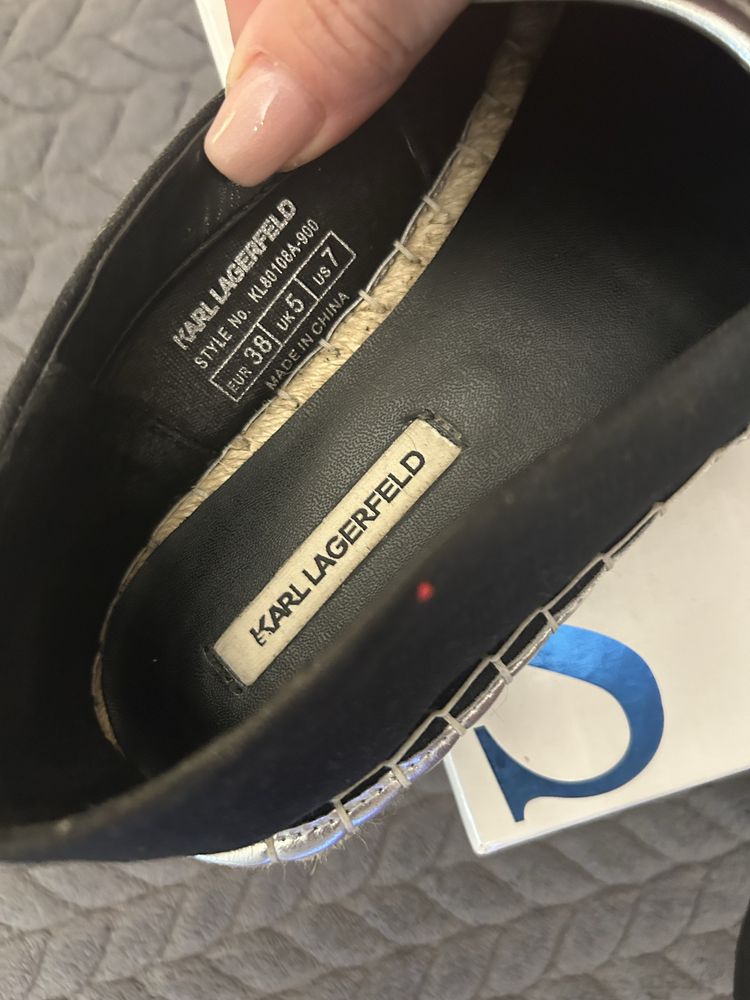 KARL LAGERFELD
STYLE No. KL80108A-900
EUR 38 UK 5 US 7
MADE IN CHINA
KARL LAGERFELD